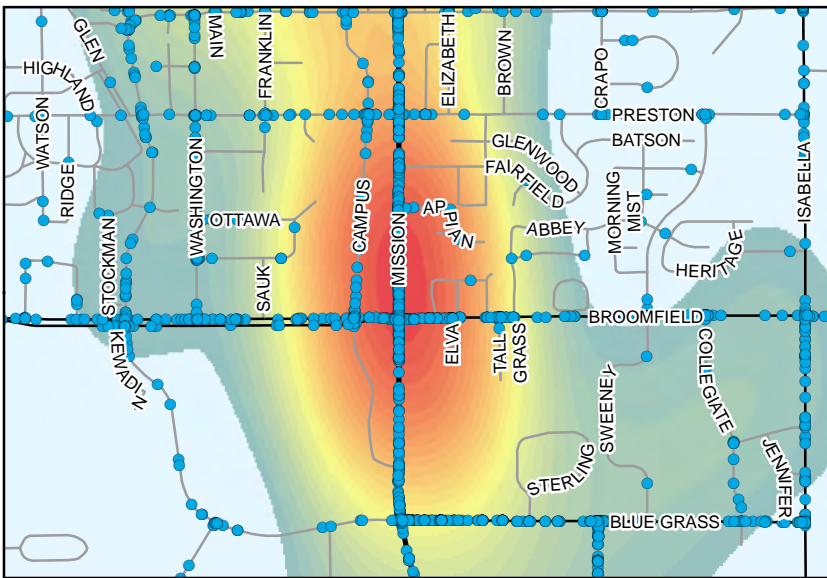 GLEN
MAIN
FRANKLIN
ELIZABETH
BROWN
HIGHLAND
CRAPO
WATSON
PRESTON
RIDGE
WASHINGTON
GLENWOOD
BATSON
FAIRFIELD
ISABELLA
CAMPUS
MISSION
APPIAN
OTTAWA
ABBEY
MORNING
MIST
HERITAGE
STOCKMAN
SAUK
BROOMFIELD
KEWADIN
ELVA
TALL
GRASS
SWEENEY
COLLEGIATE
STERLING
JENNIFER
BLUE GRASS